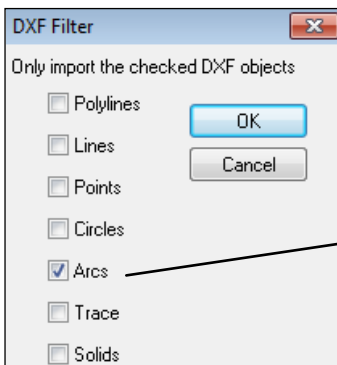 DXF Filter
Only import the checked DXF objects
Polylines
OK
Lines
Cancel
Points
Circles
Arcs
Trace
Solids